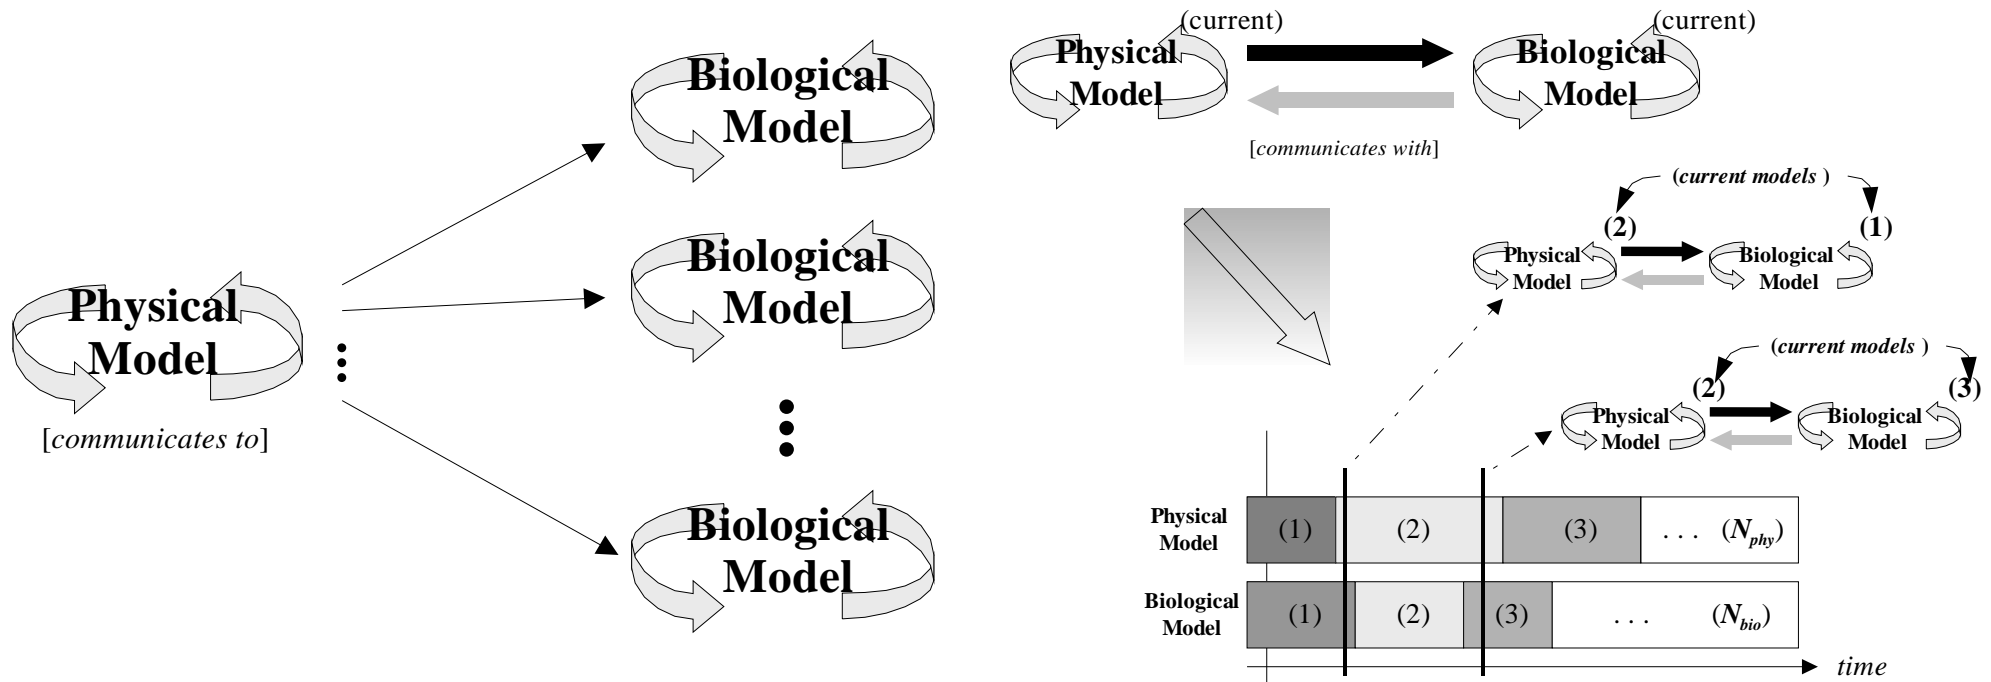 Biological
Model
Biological
Model
Physical
Model
[communicates to]
Biological
Model
(current)
(current)
Physical
Model
Biological
Model
[communicates with]
(current models )
(2)
(1)
Physical
Model
Biological
Model
(current models )
(2)
(3)
Physical
Model
Biological
Model
Physical
Model
(1)
(2)
(3)
. . . (Nphy)
Biological
Model
(1)
(2)
(3)
. . . (Nbio)
time